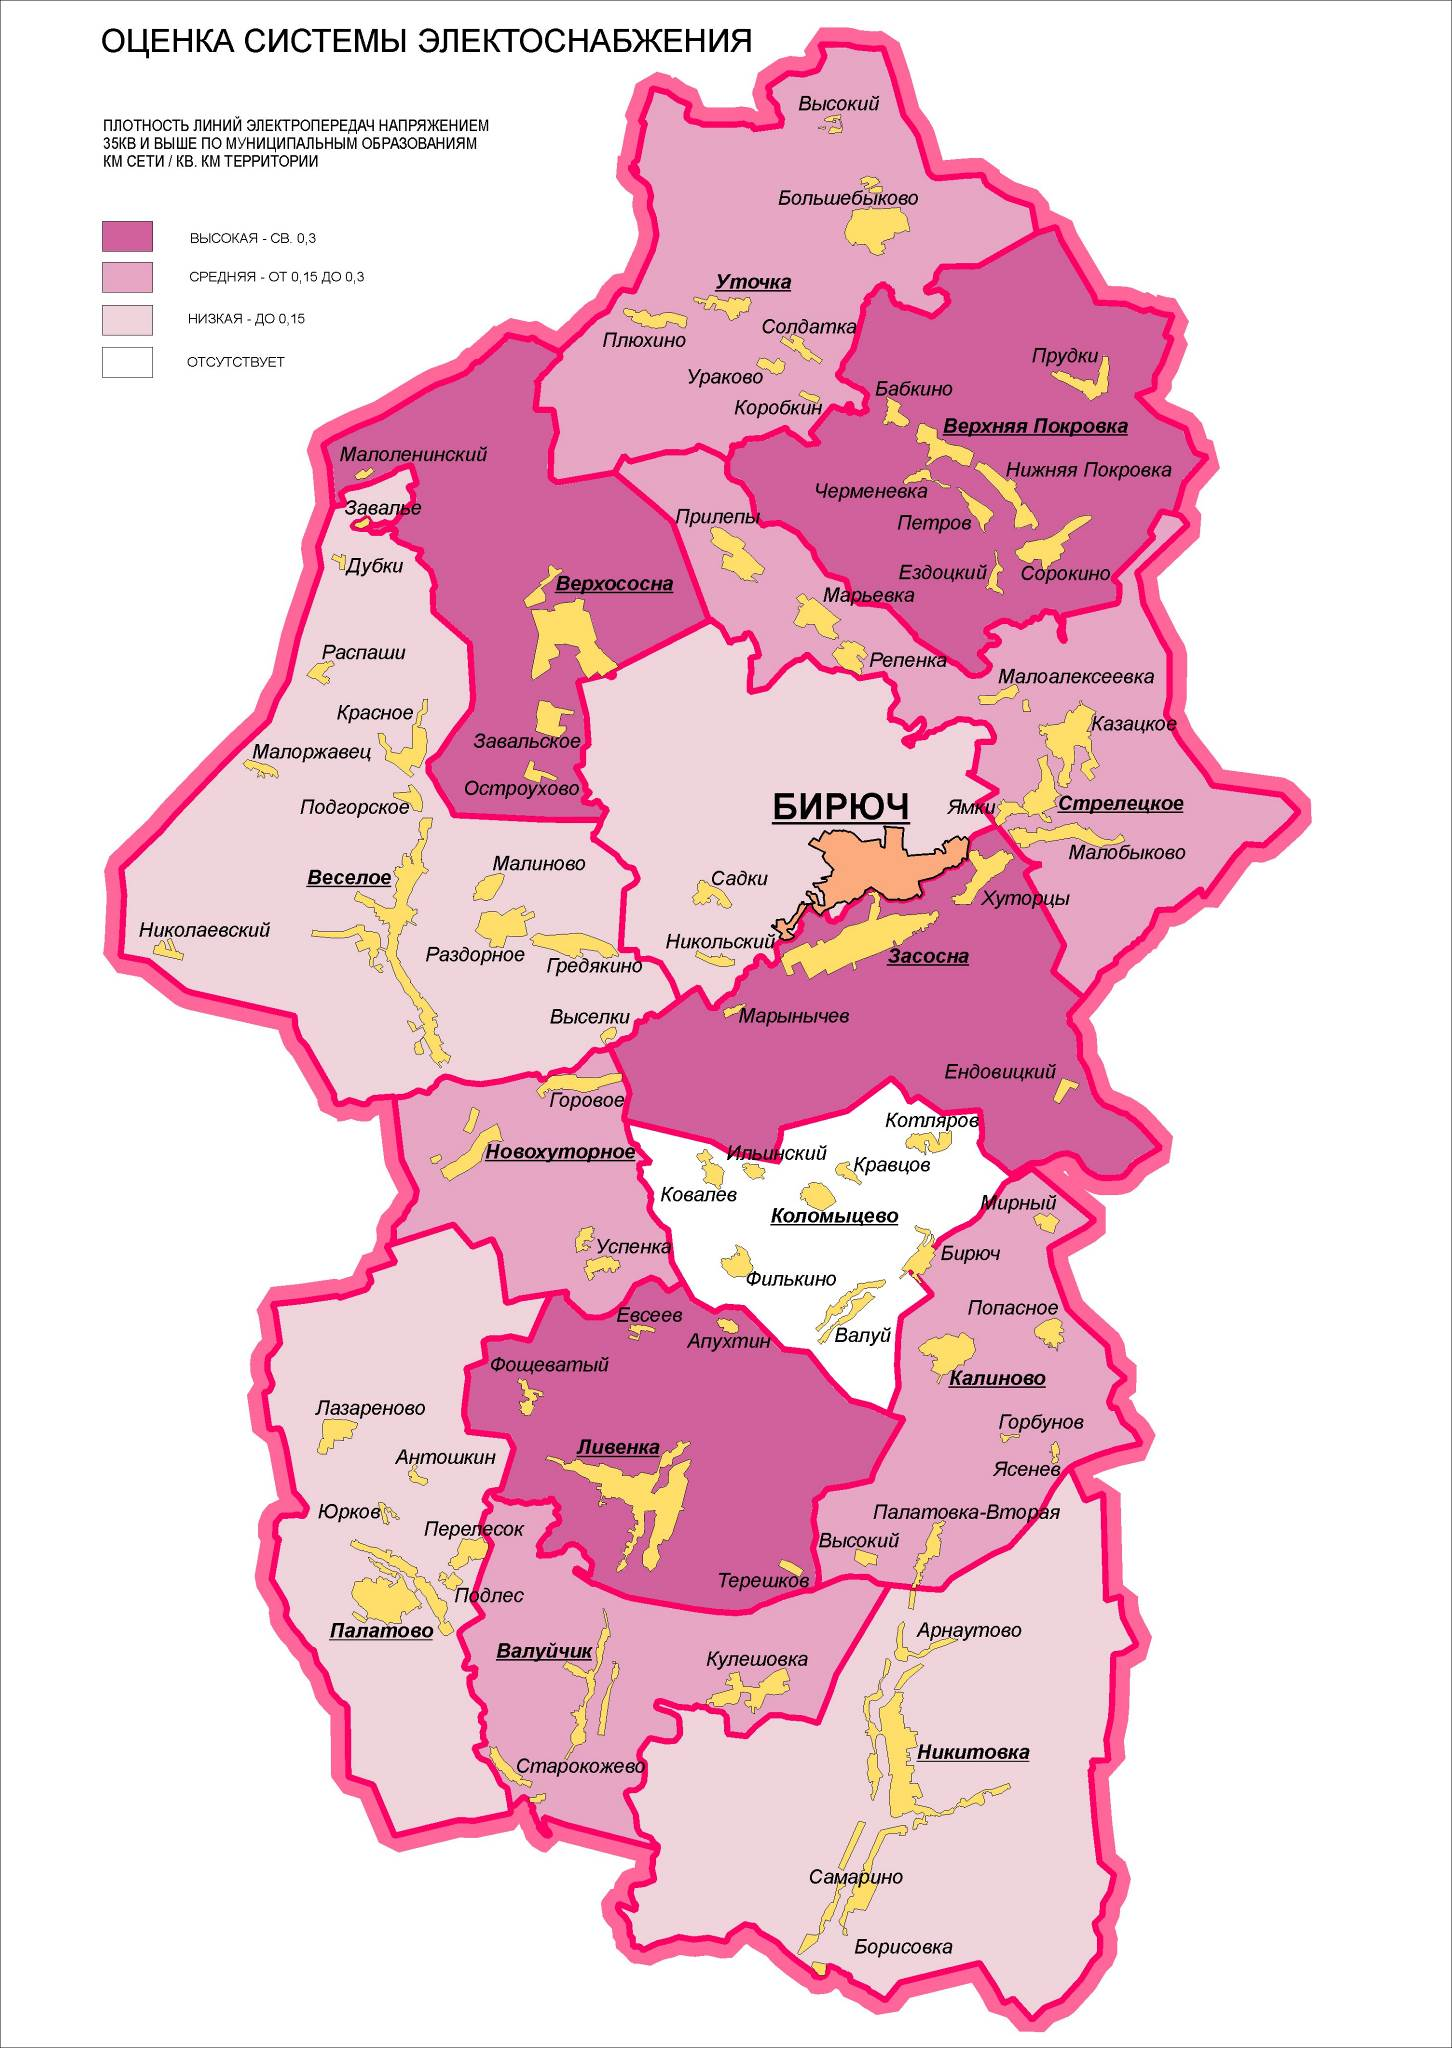 ОЦЕНКА СИСТЕМЫ ЭЛЕКТОСНАБЖЕНИЯ
ПЛОТНОСТЬ ЛИНИЙ ЭЛЕКТРОПЕРЕДАЧ НАПРЯЖЕНИЕМ
35КВ И ВЫШЕ ПО МУНИЦИПАЛЬНЫМ ОБРАЗОВАНИЯМ
КМ СЕТИ / КВ. КМ ТЕРРИТОРИИ
ВЫСОКАЯ - СВ. 0,3
СРЕДНЯЯ - ОТ 0,15 ДО 0,3
НИЗКАЯ - ДО 0,15
ОТСУТСТВУЕТ
Высокий
Большебыково
Уточка
Плюхино
Солдатка
Ураково
Коробкин
Прудки
Бабкино
Верхняя Покровка
Нижняя Покровка
Черменевка
Петров
Ездоцкий
Сорокино
Малоленинский
Завалье
Дубки
Прилепы
Верхососна
Марьевка
Репенка
Распаши
Красное
Малоржавец
Завальское
Остроухово
Подгорское
Малоалексеевка
Казацкое
БИРЮЧ
Ямки
Стрелецкое
Малобыково
Малиново
Веселое
Садки
Хуторцы
Николаевский
Раздорное
Гредякино
Никольский
Засосна
Выселки
Марынычев
Ендовицкий
Горовое
Новохуторное
Котляров
Ильинский
Кравцов
Ковалев
Коломыцево
Мирный
Успенка
Бирюч
Филькино
Валуй
Попасное
Евсеев
Апухтин
Фощеватый
Калиново
Лазареново
Горбунов
Ливенка
Антошкин
Ясенев
Юрков
Перелесок
Палатовка-Вторая
Высокий
Терешков
Подлес
Палатово
Арнаутово
Валуйчик
Кулешовка
Никитовка
Старокожево
Самарино
Борисовка